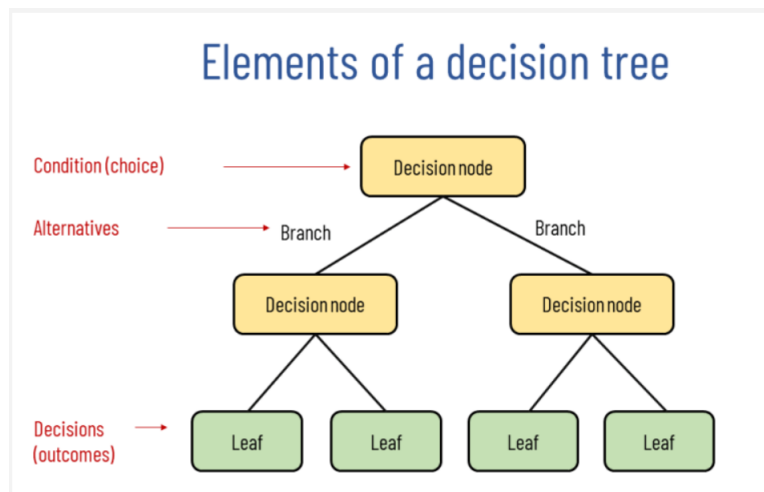 Elements of a decision tree
Condition (choice)
Decision node
Alternatives
Branch
Branch
Decision node
Decision node
Decisions
(outcomes)
Leaf
Leaf
Leaf
Leaf